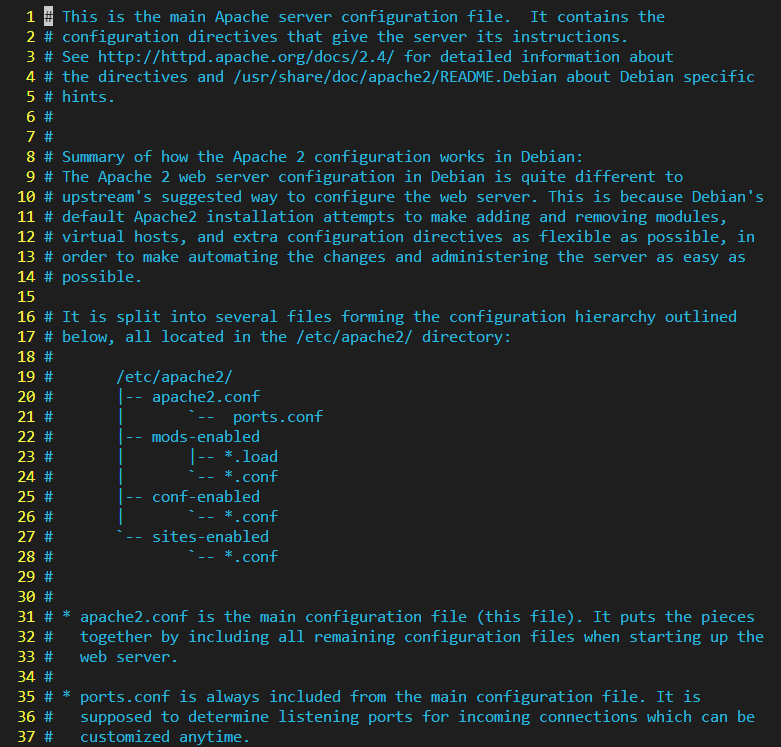 1 # This is the main Apache server configuration file.  It contains the
2 # configuration directives that give the server its instructions.
3 # See http://httpd.apache.org/docs/2.4/ for detailed information about
4 # the directives and /usr/share/doc/apache2/README.Debian about Debian specific
5 # hints.
6 #
7 #
8 # Summary of how the Apache 2 configuration works in Debian:
9 # The Apache 2 web server configuration in Debian is quite different to
10 # upstream's suggested way to configure the web server. This is because Debian's
11 # default Apache2 installation attempts to make adding and removing modules,
12 # virtual hosts, and extra configuration directives as flexible as possible, in
13 # order to make automating the changes and administering the server as easy as
14 # possible.
15
16 # It is split into several files forming the configuration hierarchy outlined
17 # below, all located in the /etc/apache2/ directory:
18 #
19 #       /etc/apache2/
20 #       |-- apache2.conf
21 #       |       `--  ports.conf
22 #       |-- mods-enabled
23 #       |       |-- *.load
24 #       |       `-- *.conf
25 #       |-- conf-enabled
26 #       |       `-- *.conf
27 #       `-- sites-enabled
28 #               `-- *.conf
29 #
30 #
31 # * apache2.conf is the main configuration file (this file). It puts the pieces
32 #   together by including all remaining configuration files when starting up the
33 #   web server.
34 #
35 # * ports.conf is always included from the main configuration file. It is
36 #   supposed to determine listening ports for incoming connections which can be
37 #   customized anytime.